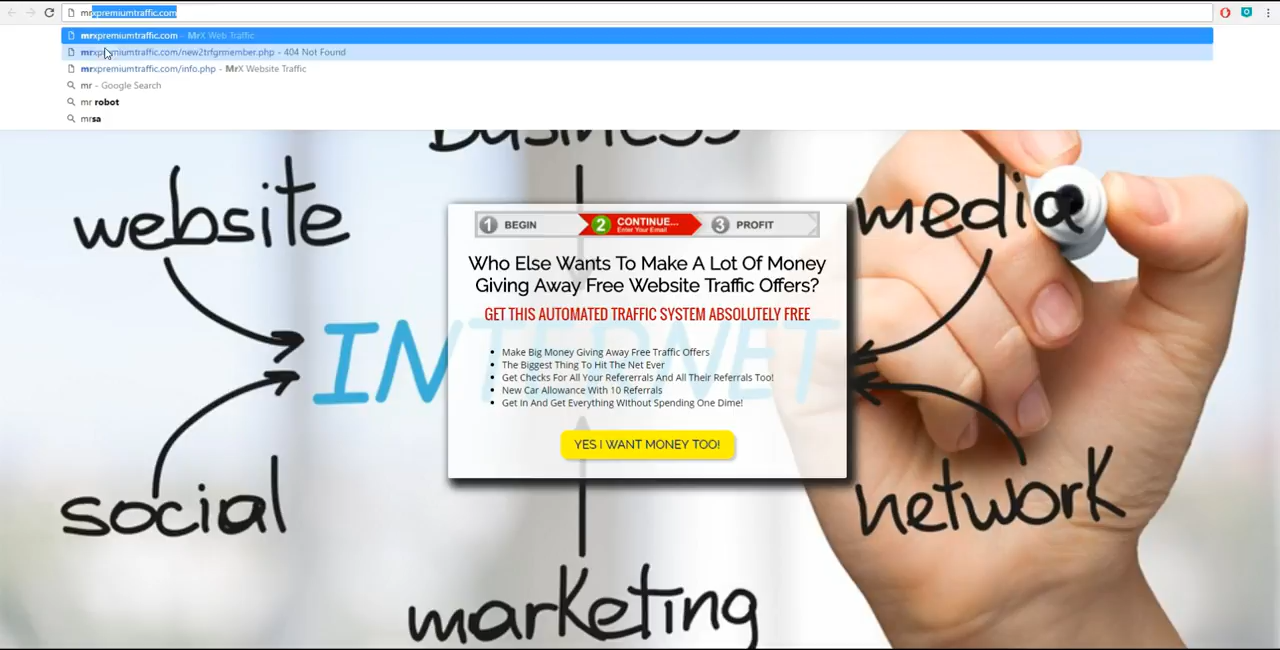 mrxpremiumtraffic.com
mrxpremiumtraffic.com - MrX Web Traffic
mrxpremiumtraffic.com/new2trfgrmember.php - 404 Not Found
mrxpremiumtraffic.com/info.php - MrX Website Traffic
mr - Google Search
mr robot
mrsa
Business
website
media
1 BEGIN
2 CONTINUE...
Enter Your Email
3 PROFIT
Who Else Wants To Make A Lot Of Money
Giving Away Free Website Traffic Offers?
GET THIS AUTOMATED TRAFFIC SYSTEM ABSOLUTELY FREE
INTERNET
• Make Big Money Giving Away Free Traffic Offers
• The Biggest Thing To Hit The Net Ever
• Get Checks For All Your Refererrals And All Their Referrals Too!
• New Car Allowance With 10 Referrals
• Get In And Get Everything Without Spending One Dime!
YES I WANT MONEY TOO!
social
network
marketing